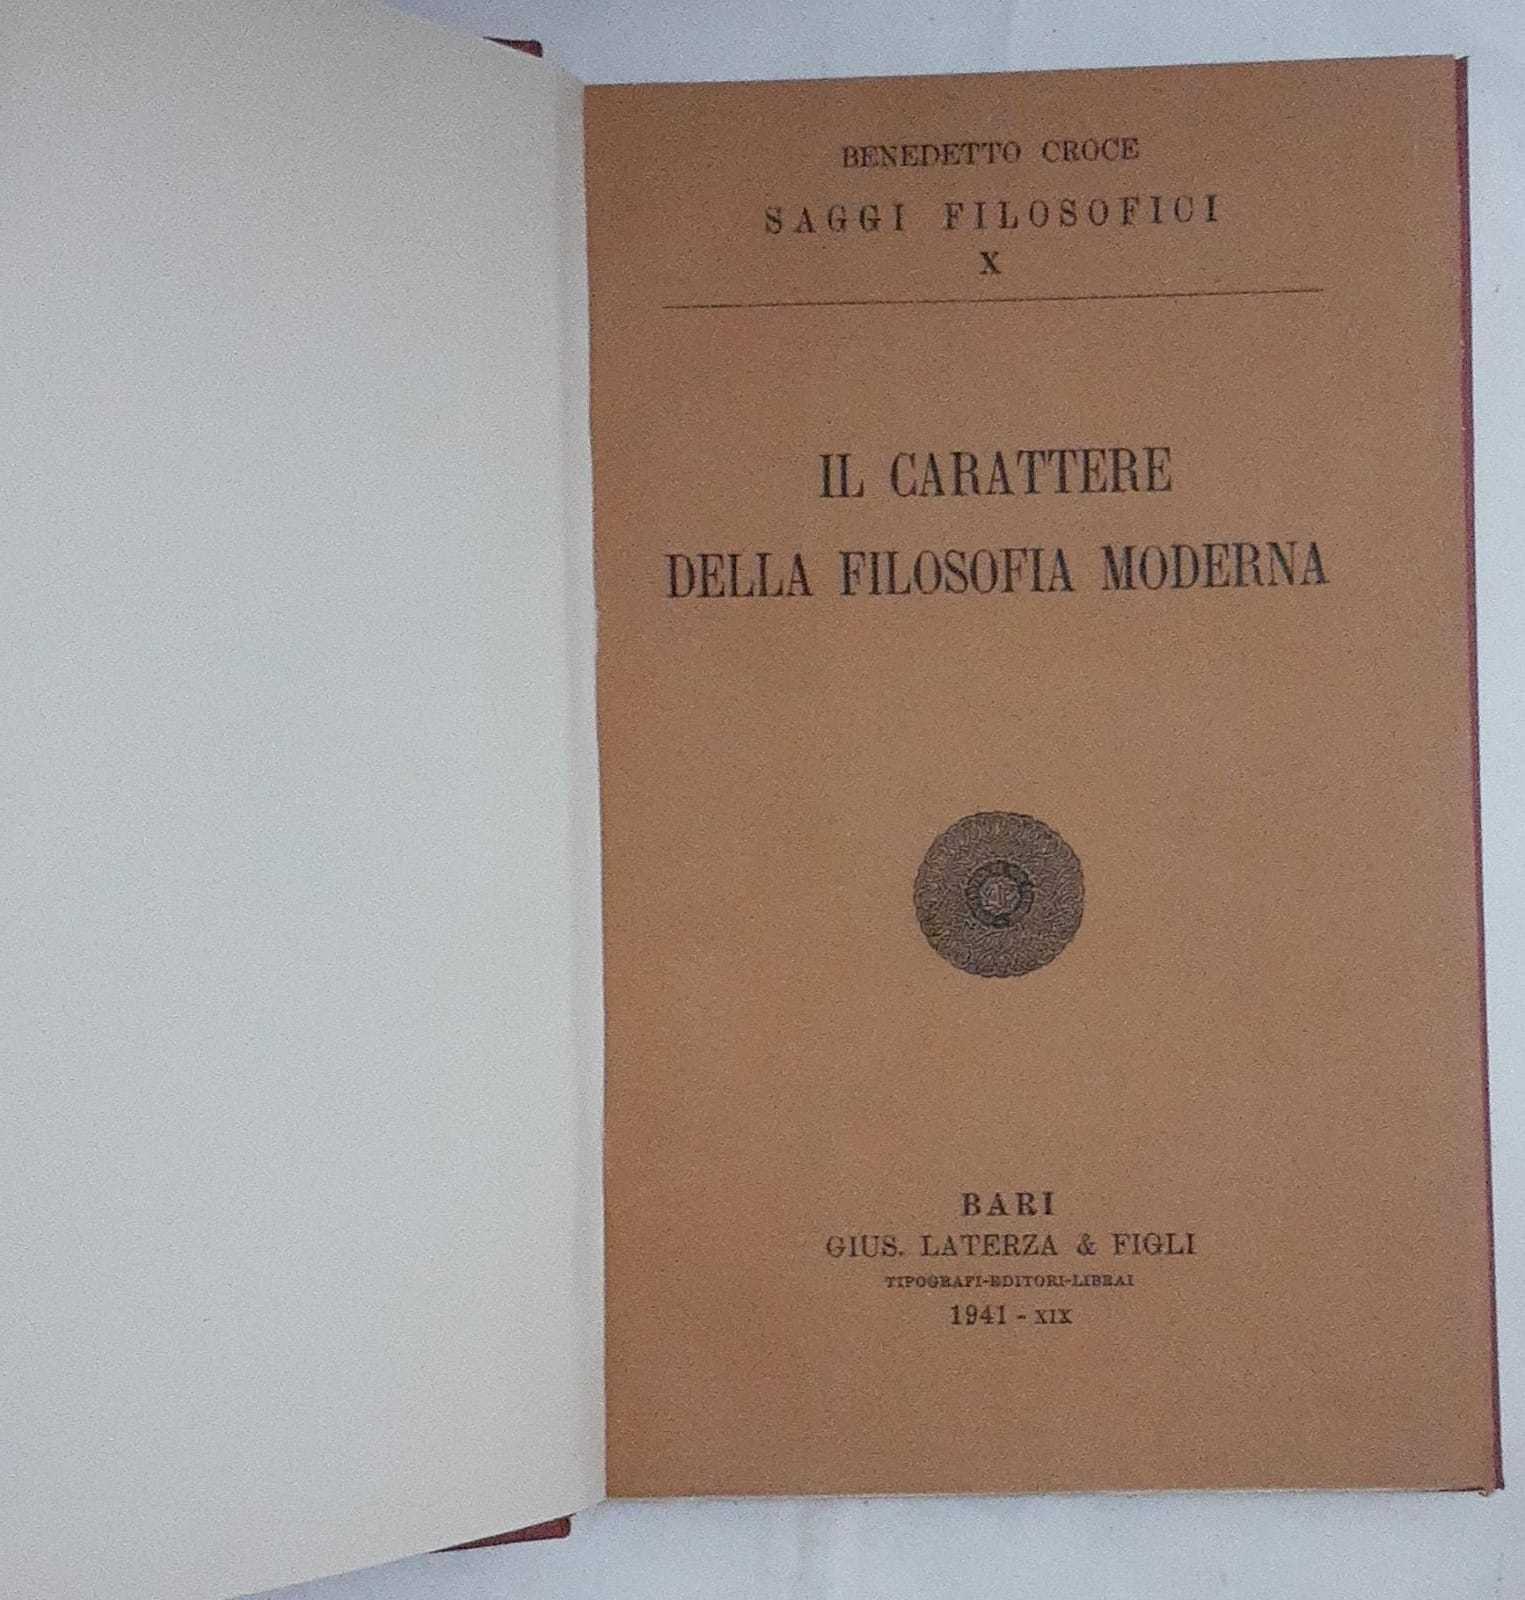 BENEDETTO CROCE
SAGGI FILOSOFICI
X
IL CARATTERE
DELLA FILOSOFIA MODERNA
BARI
GIUS. LATERZA & FIGLI
TIPOGRAFI-EDITORI-LIBRAI
1941 - XIX